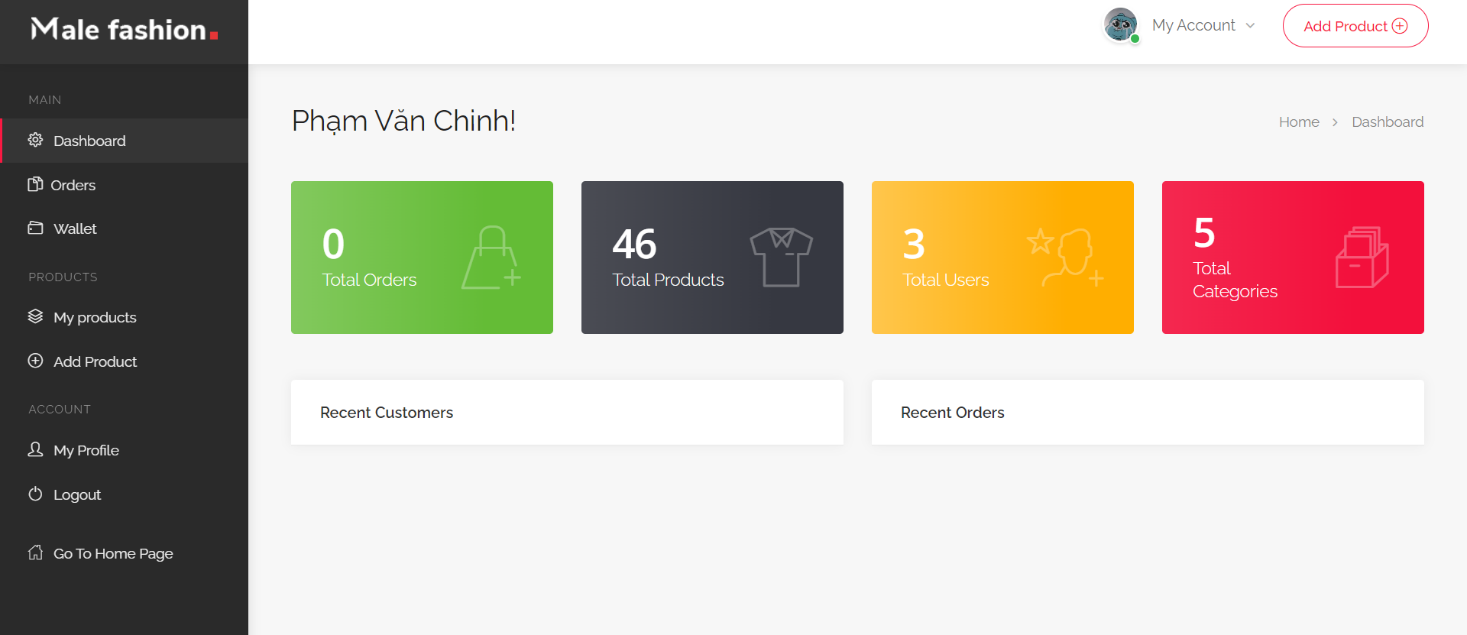 Male fashion.
My Account
Add Product
MAIN
Dashboard
Orders
Wallet
PRODUCTS
My products
Add Product
ACCOUNT
My Profile
Logout
Go To Home Page
Phạm Văn Chinh!
Home > Dashboard
0
Total Orders
46
Total Products
3
Total Users
5
Total
Categories
Recent Customers
Recent Orders